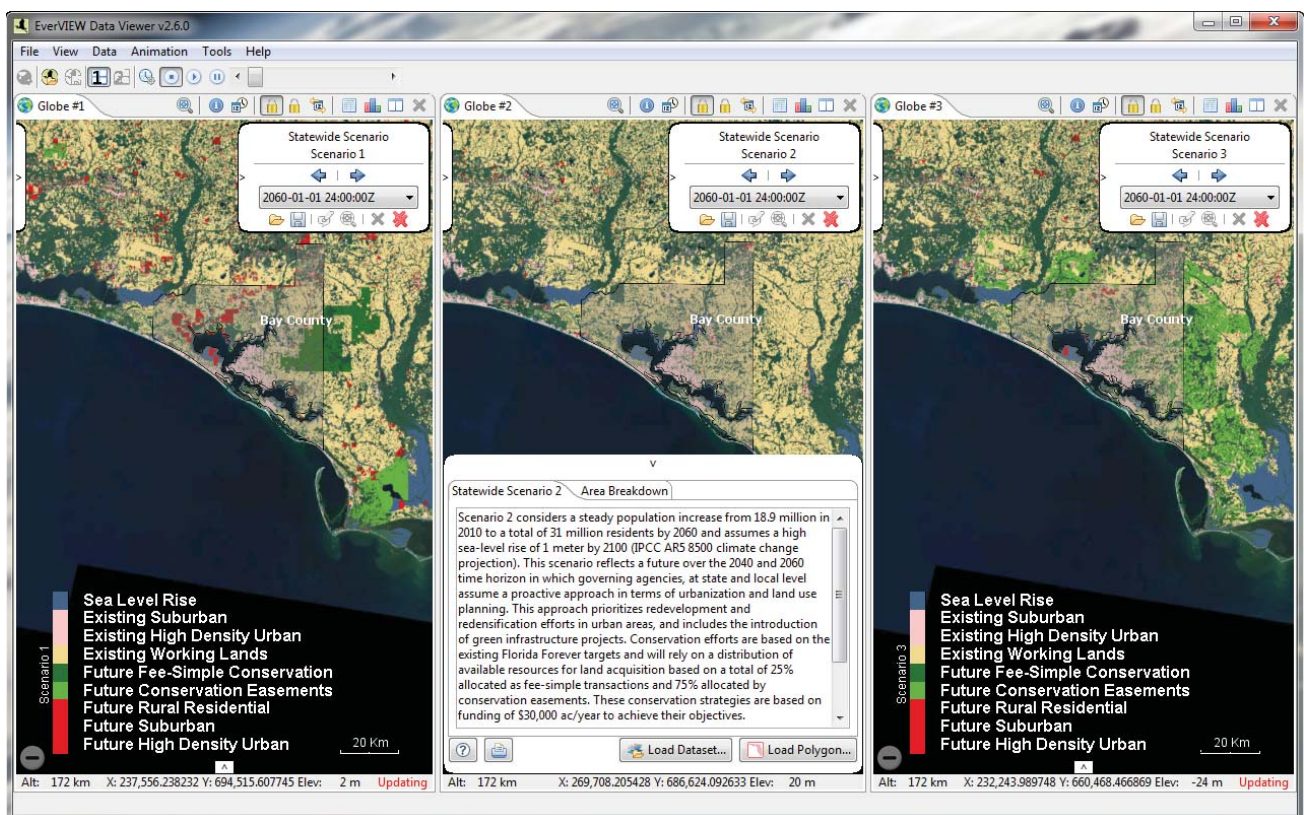 EverVIEW Data Viewer v2.6.0
File View Data Animation Tools Help
Globe #1
Statewide Scenario
Scenario 1
2060-01-01 24:00:00Z
Bay County
Scenario 1
Sea Level Rise
Existing Suburban
Existing High Density Urban
Existing Working Lands
Future Fee-Simple Conservation
Future Conservation Easements
Future Rural Residential
Future Suburban
Future High Density Urban
20 Km
Alt: 172 km X: 237,556.238232 Y: 694,515.607745 Elev: 2 m Updating
Globe #2
Statewide Scenario
Scenario 2
2060-01-01 24:00:00Z
Bay County
Statewide Scenario 2 Area Breakdown
Scenario 2 considers a steady population increase from 18.9 million in
2010 to a total of 31 million residents by 2060 and assumes a high
sea-level rise of 1 meter by 2100 (IPCC AR5 8500 climate change
projection). This scenario reflects a future over the 2040 and 2060
time horizon in which governing agencies, at state and local level
assume a proactive approach in terms of urbanization and land use
planning. This approach prioritizes redevelopment and
redensification efforts in urban areas, and includes the introduction
of green infrastructure projects. Conservation efforts are based on the
existing Florida Forever targets and will rely on a distribution of
available resources for land acquisition based on a total of 25%
allocated as fee-simple transactions and 75% allocated by
conservation easements. These conservation strategies are based on
funding of $30,000 ac/year to achieve their objectives.
Load Dataset... Load Polygon...
Alt: 172 km X: 269,708.205428 Y: 686,624.092633 Elev: 20 m
Globe #3
Statewide Scenario
Scenario 3
2060-01-01 24:00:00Z
Bay County
Scenario 3
Sea Level Rise
Existing Suburban
Existing High Density Urban
Existing Working Lands
Future Fee-Simple Conservation
Future Conservation Easements
Future Rural Residential
Future Suburban
Future High Density Urban
20 Km
Alt: 172 km X: 232,243.989748 Y: 660,468.466869 Elev: -24 m Updating